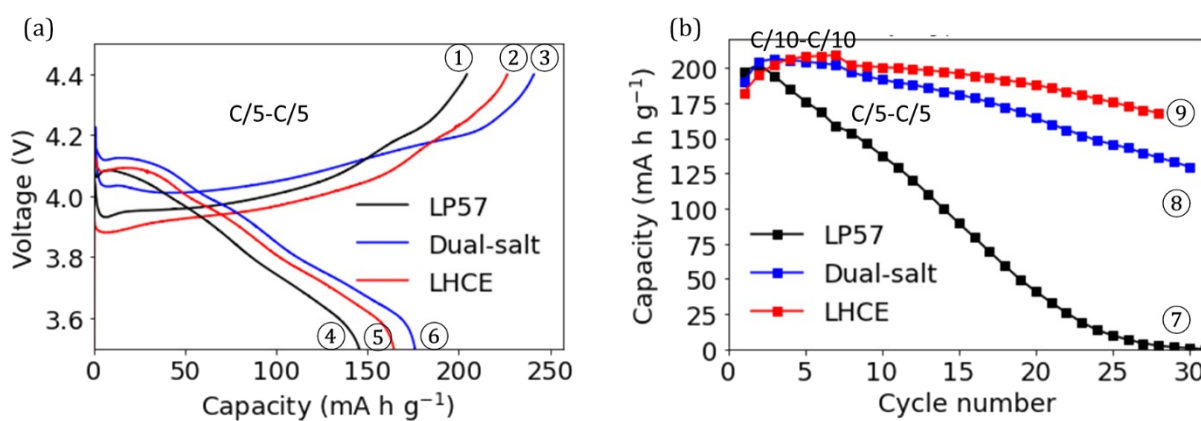 (a)
① ② ③
4.4
C/5-C/5
4.2
4.0
3.8
3.6
Voltage (V)
LP57
Dual-salt
LHCE
④ ⑤ ⑥
0 50 100 150 200 250
Capacity (mA h g⁻¹)
(b)
C/10-C/10
200
175
150
125
100
75
50
25
0
Capacity (mA h g⁻¹)
C/5-C/5
⑨
⑧
LP57
Dual-salt
LHCE
⑦
0 5 10 15 20 25 30
Cycle number